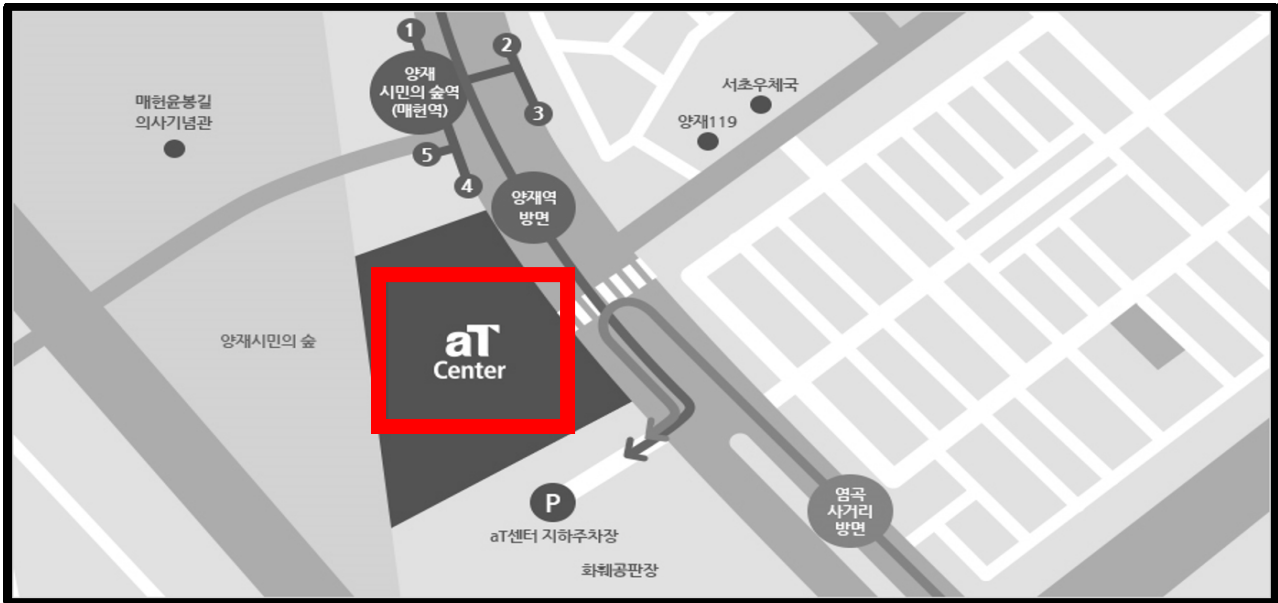 1
2
양재
시민의 숲역
(매헌역)
3
5
4
매헌윤봉길
의사기념관
서초우체국
양재119
양재역
방면
양재시민의 숲
aT
Center
P
aT센터 지하주차장
염곡
사거리
방면
화훼공판장